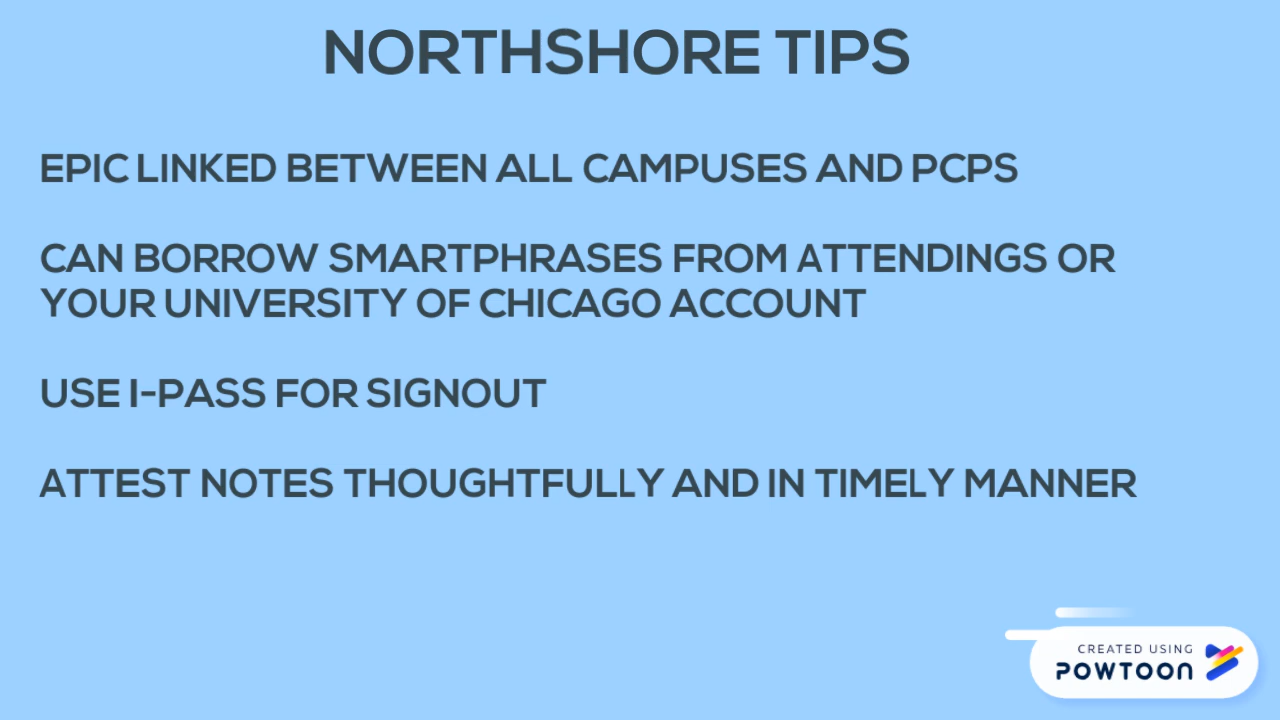 NORTHSHORE TIPS
EPIC LINKED BETWEEN ALL CAMPUSES AND PCPS
CAN BORROW SMARTPHRASES FROM ATTENDINGS OR
YOUR UNIVERSITY OF CHICAGO ACCOUNT
USE I-PASS FOR SIGNOUT
ATTEST NOTES THOUGHTFULLY AND IN TIMELY MANNER
CREATED USING
POWTOON